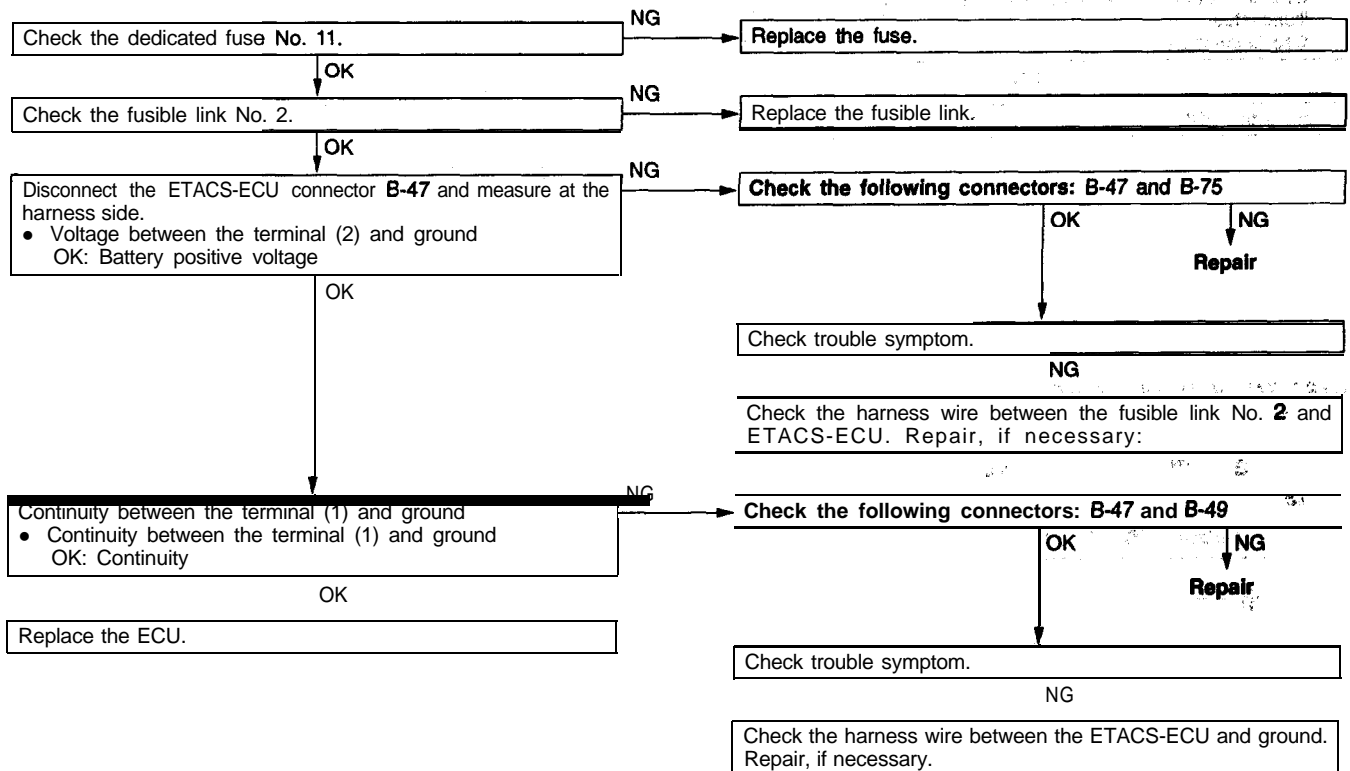 NG
Check the dedicated fuse No. 11.
Replace the fuse.
OK
NG
Check the fusible link No. 2.
Replace the fusible link.
OK
NG
Disconnect the ETACS-ECU connector B-47 and measure at the
harness side.
• Voltage between the terminal (2) and ground
OK: Battery positive voltage
Check the following connectors: B-47 and B-75
OK
NG
Repair
OK
Check trouble symptom.
NG
Check the harness wire between the fusible link No. 2 and
ETACS-ECU. Repair, if necessary:
NG
Continuity between the terminal (1) and ground
• Continuity between the terminal (1) and ground
OK: Continuity
Check the following connectors: B-47 and B-49
OK
NG
Repair
OK
Replace the ECU.
Check trouble symptom.
NG
Check the harness wire between the ETACS-ECU and ground.
Repair, if necessary.